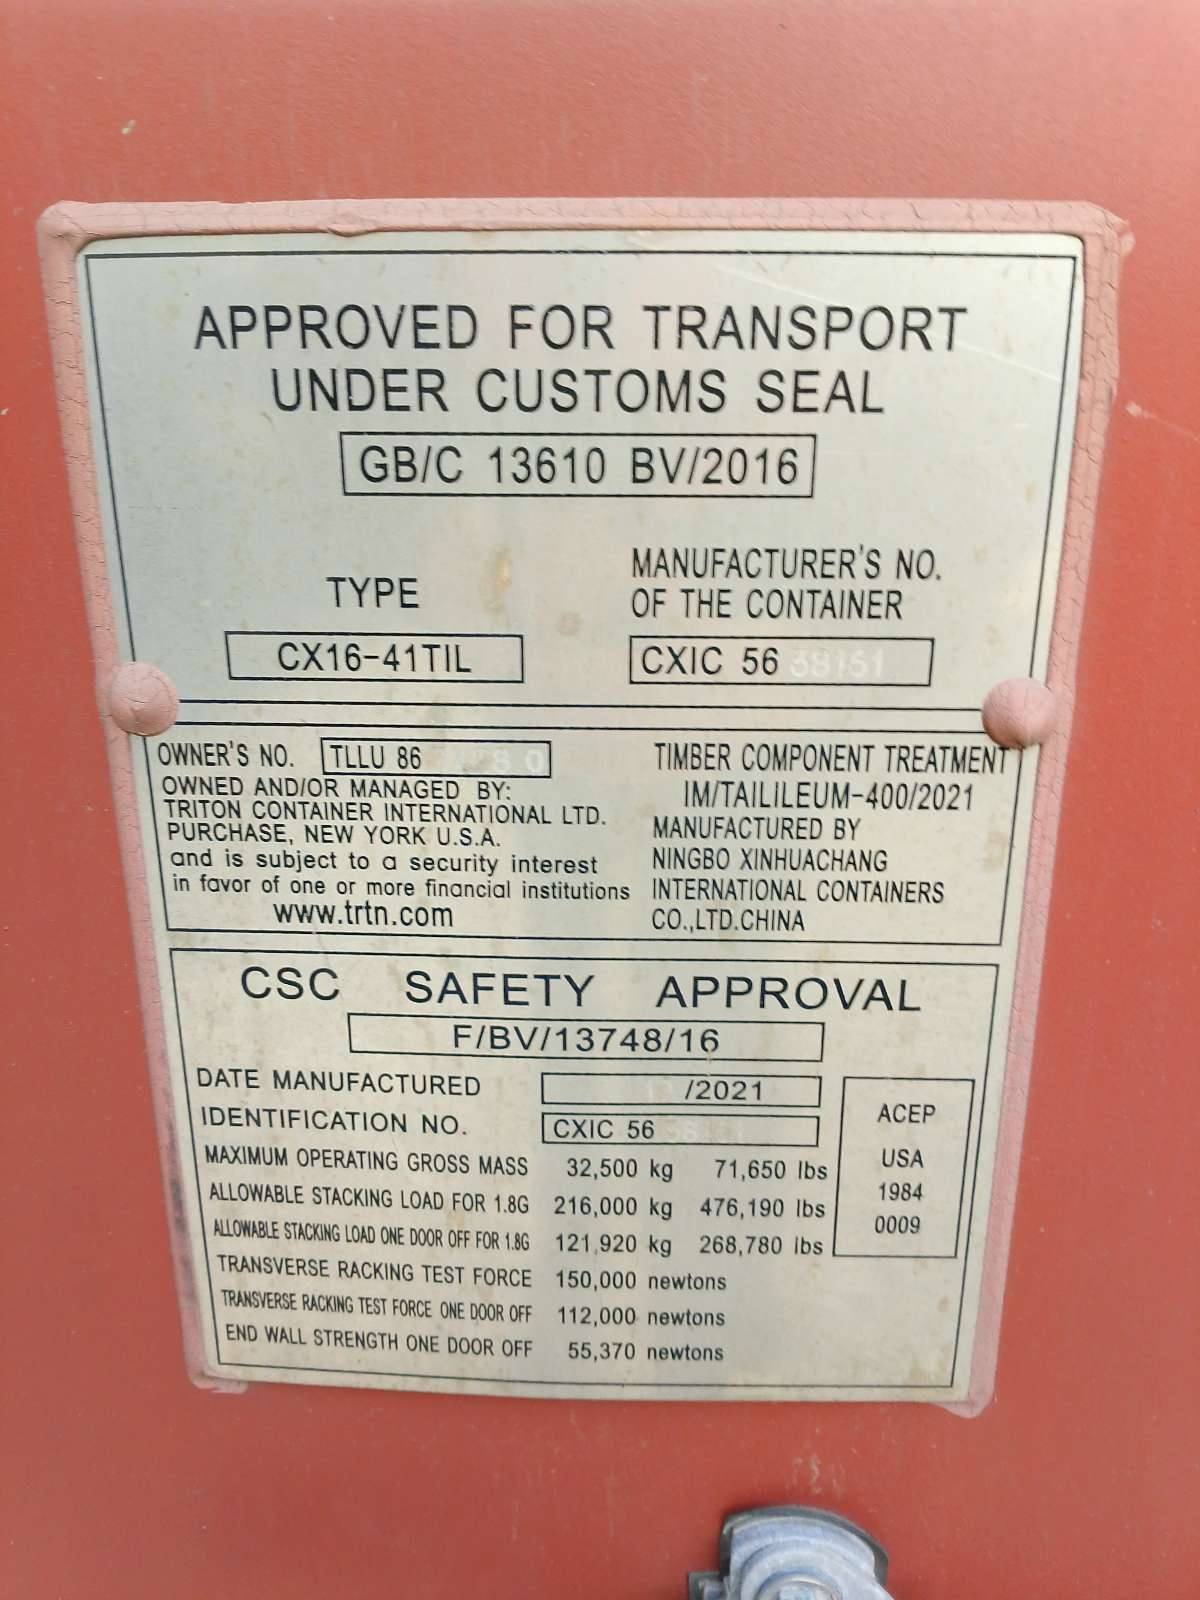 APPROVED FOR TRANSPORT
UNDER CUSTOMS SEAL
GB/C 13610 BV/2016
TYPE
CX16-41TIL
MANUFACTURER'S NO.
OF THE CONTAINER
CXIC 56
OWNER'S NO. TLLU 86
OWNED AND/OR MANAGED BY:
TRITON CONTAINER INTERNATIONAL LTD.
PURCHASE, NEW YORK U.S.A.
and is subject to a security interest
in favor of one or more financial institutions
www.trtn.com
TIMBER COMPONENT TREATMENT
IM/TAILILEUM-400/2021
MANUFACTURED BY
NINGBO XINHUACHANG
INTERNATIONAL CONTAINERS
CO.,LTD.CHINA
CSC SAFETY APPROVAL
F/BV/13748/16
DATE MANUFACTURED /2021
IDENTIFICATION NO. CXIC 56
MAXIMUM OPERATING GROSS MASS 32,500 kg 71,650 lbs
ALLOWABLE STACKING LOAD FOR 1.8G 216,000 kg 476,190 lbs
ALLOWABLE STACKING LOAD ONE DOOR OFF FOR 1.8G 121,920 kg 268,780 lbs
TRANSVERSE RACKING TEST FORCE 150,000 newtons
TRANSVERSE RACKING TEST FORCE ONE DOOR OFF 112,000 newtons
END WALL STRENGTH ONE DOOR OFF 55,370 newtons
ACEP
USA
1984
0009